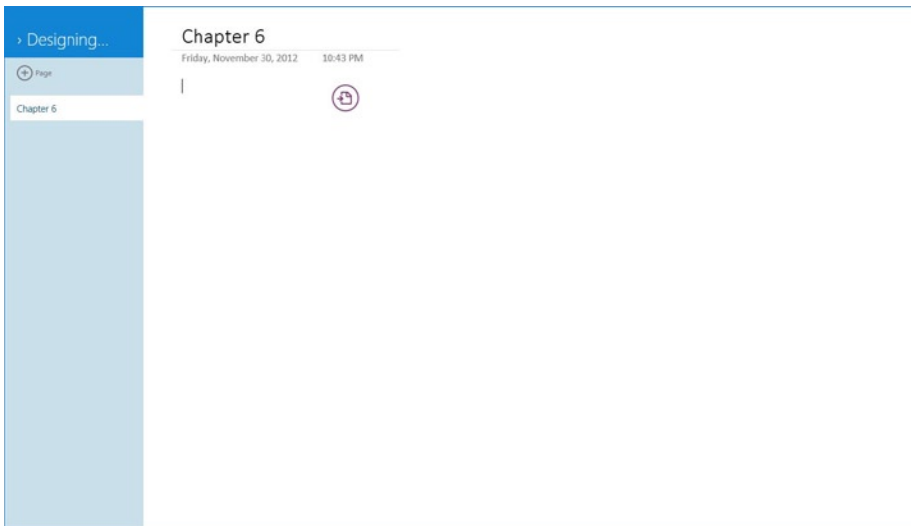 › Designing...
Page
Chapter 6
Chapter 6
Friday, November 30, 2012 10:43 PM